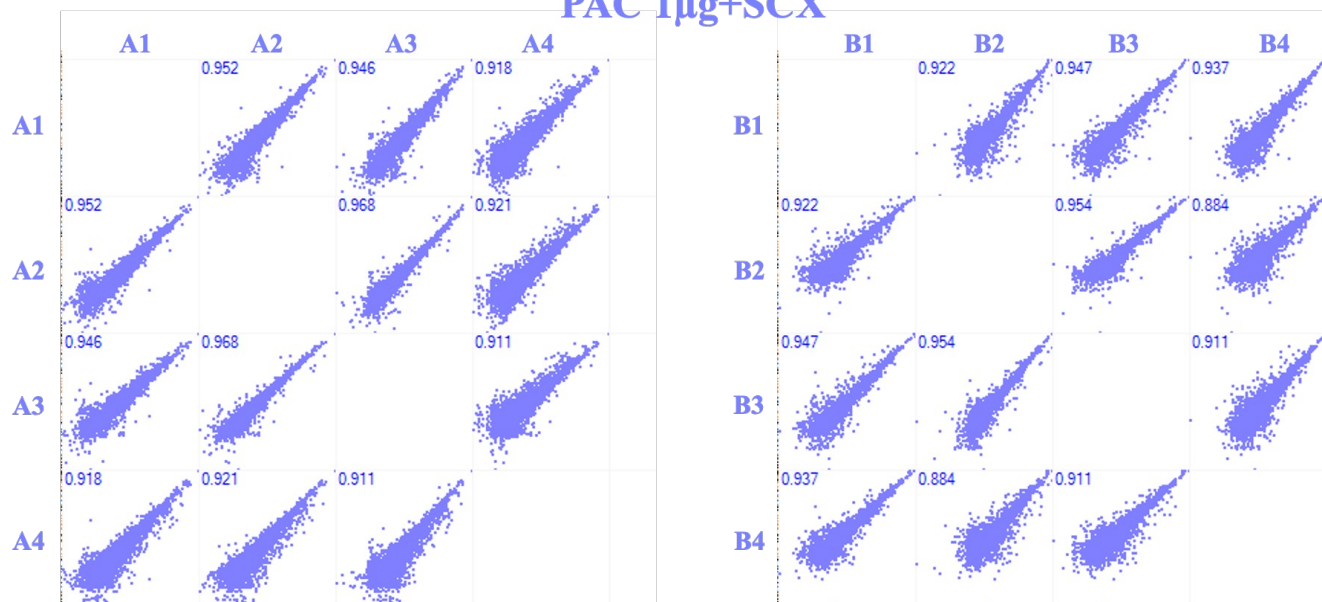 PAC 1µg+SCX
A1 A2 A3 A4 B1 B2 B3 B4
A1 0.952 0.946 0.918 B1 0.922 0.947 0.937
A2 0.952 0.968 0.921 B2 0.922 0.954 0.884
A3 0.946 0.968 0.911 B3 0.947 0.954 0.911
A4 0.918 0.921 0.911 B4 0.937 0.884 0.911